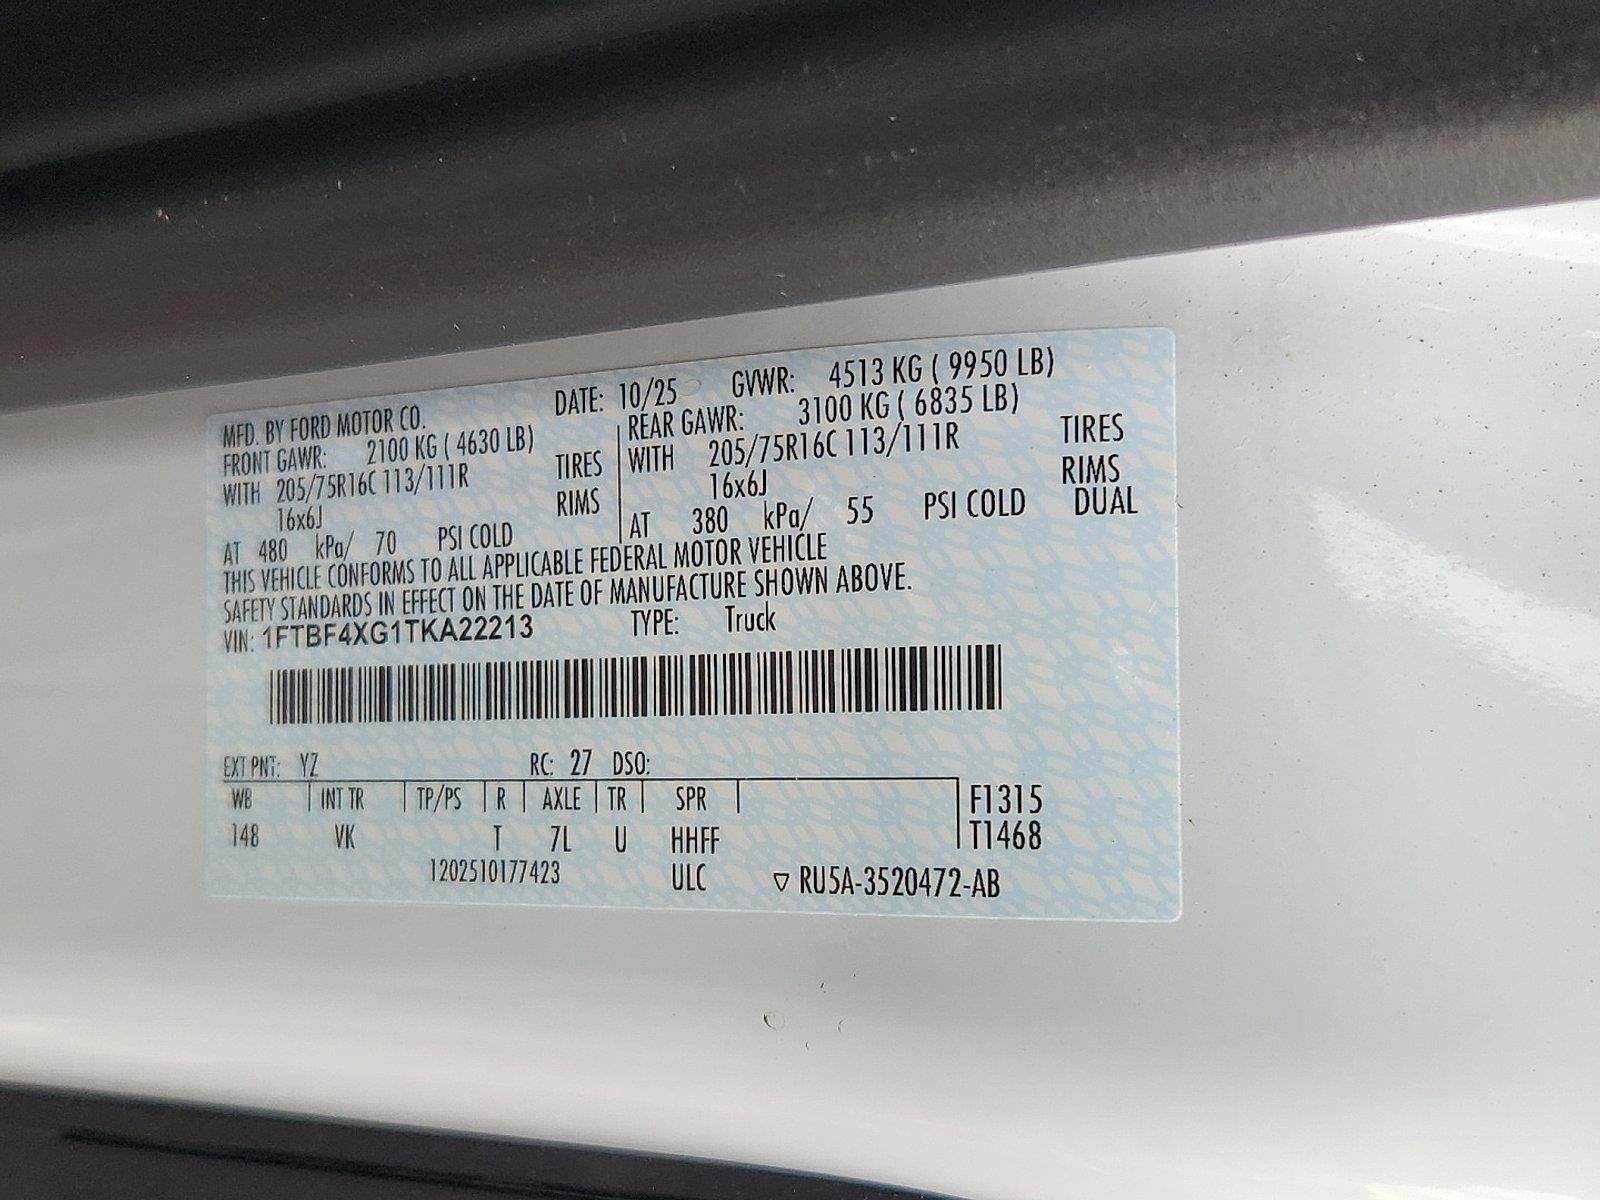 MFD. BY FORD MOTOR CO. DATE: 10/25 GVWR: 4513 KG ( 9950 LB)
FRONT GAWR: 2100 KG ( 4630 LB) REAR GAWR: 3100 KG ( 6835 LB)
WITH 205/75R16C 113/111R TIRES WITH 205/75R16C 113/111R TIRES
16x6J RIMS 16x6J RIMS
AT 480 kPa/ 70 PSI COLD AT 380 kPa/ 55 PSI COLD DUAL
THIS VEHICLE CONFORMS TO ALL APPLICABLE FEDERAL MOTOR VEHICLE
SAFETY STANDARDS IN EFFECT ON THE DATE OF MANUFACTURE SHOWN ABOVE.
VIN: 1FTBF4XG1TKA22213 TYPE: Truck
EXT PNT: YZ RC: 27 DSO:
WB INT TR TP/PS R AXLE TR SPR F1315
148 VK T 7L U HHFF T1468
1202510177423 ULC ▽ RU5A-3520472-AB